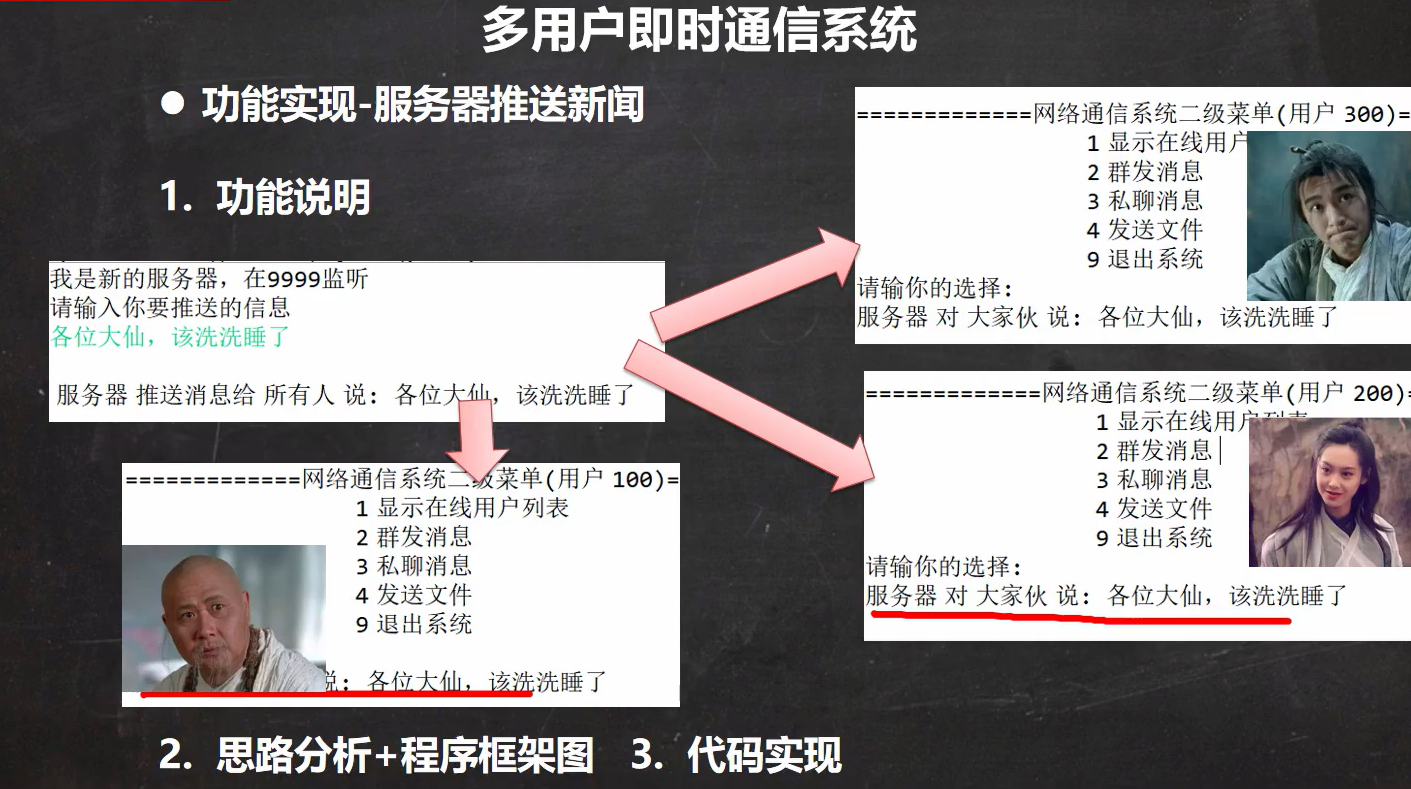 多用户即时通信系统
● 功能实现-服务器推送新闻
1. 功能说明
我是新的服务器，在9999监听
请输入你要推送的信息
各位大仙，该洗洗睡了
服务器 推送消息给 所有人 说: 各位大仙，该洗洗睡了
=============网络通信系统二级菜单(用户 100)=
1 显示在线用户列表
2 群发消息
3 私聊消息
4 发送文件
9 退出系统
说: 各位大仙，该洗洗睡了
=============网络通信系统二级菜单(用户 300)=
1 显示在线用户
2 群发消息
3 私聊消息
4 发送文件
9 退出系统
请输你的选择:
服务器 对 大家伙 说: 各位大仙，该洗洗睡了
=============网络通信系统二级菜单(用户 200)=
1 显示在线用户列表
2 群发消息
3 私聊消息
4 发送文件
9 退出系统
请输你的选择:
服务器 对 大家伙 说: 各位大仙，该洗洗睡了
2. 思路分析+程序框架图 3. 代码实现